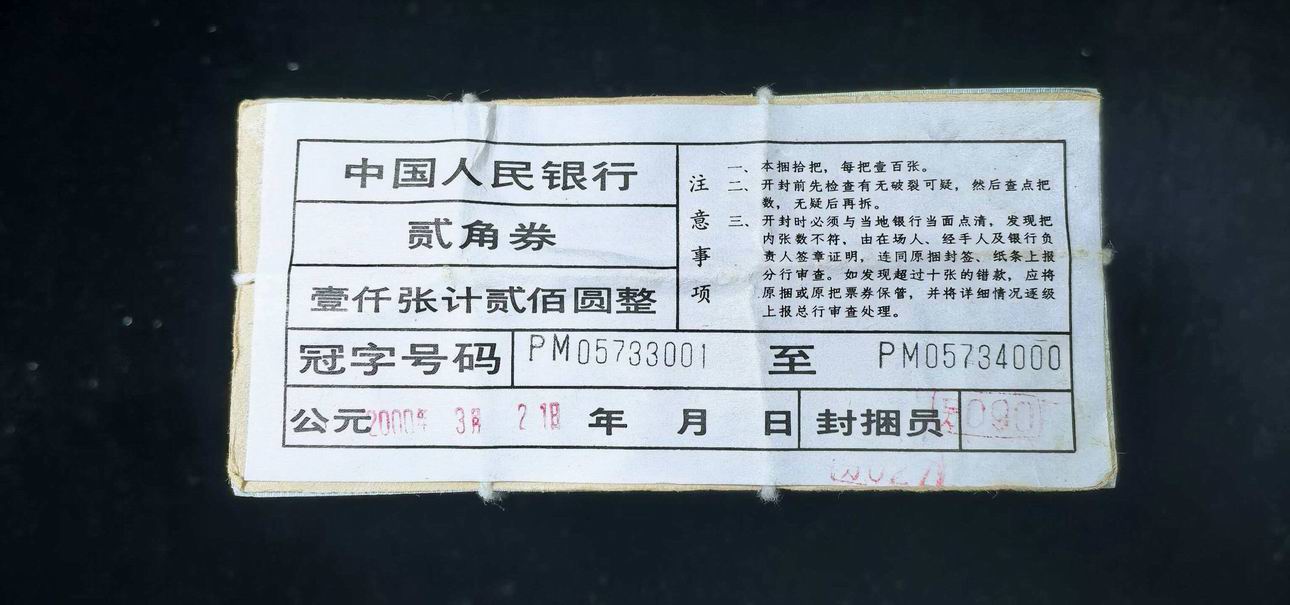 中国人民银行
贰角券
壹仟张计贰佰圆整
注意事项
一、本捆拾把，每把壹百张。
二、开封前先检查有无破裂可疑，然后查点把
数，无疑后再拆。
三、开封时必须与当地银行当面点清，发现把
内张数不符，由在场人、经手人及银行负
责人签章证明，连同原捆封签、纸条上报
分行审查。如发现超过十张的错款，应将
原捆或原把票券保管，并将详细情况逐级
上报总行审查处理。
冠字号码 PM05733001 至 PM05734000
公元2000年 3月 21日 年 月 日 封捆员